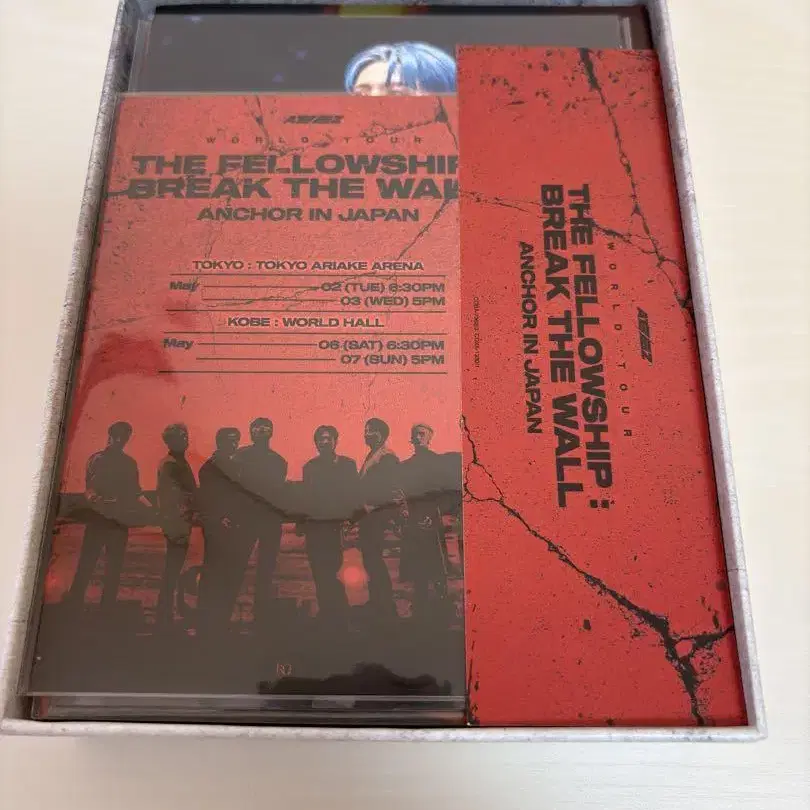 ATEEZ
WORLD TOUR
THE FELLOWSHIP
BREAK THE WAL
ANCHOR IN JAPAN
TOKYO : TOKYO ARIAKE ARENA
May 02 (TUE) 6:30PM
03 (WED) 5PM
KOBE : WORLD HALL
May 06 (SAT) 6:30PM
07 (SUN) 5PM
ATEEZ
WORLD TOUR
THE FELLOWSHIP :
BREAK THE WALL
ANCHOR IN JAPAN